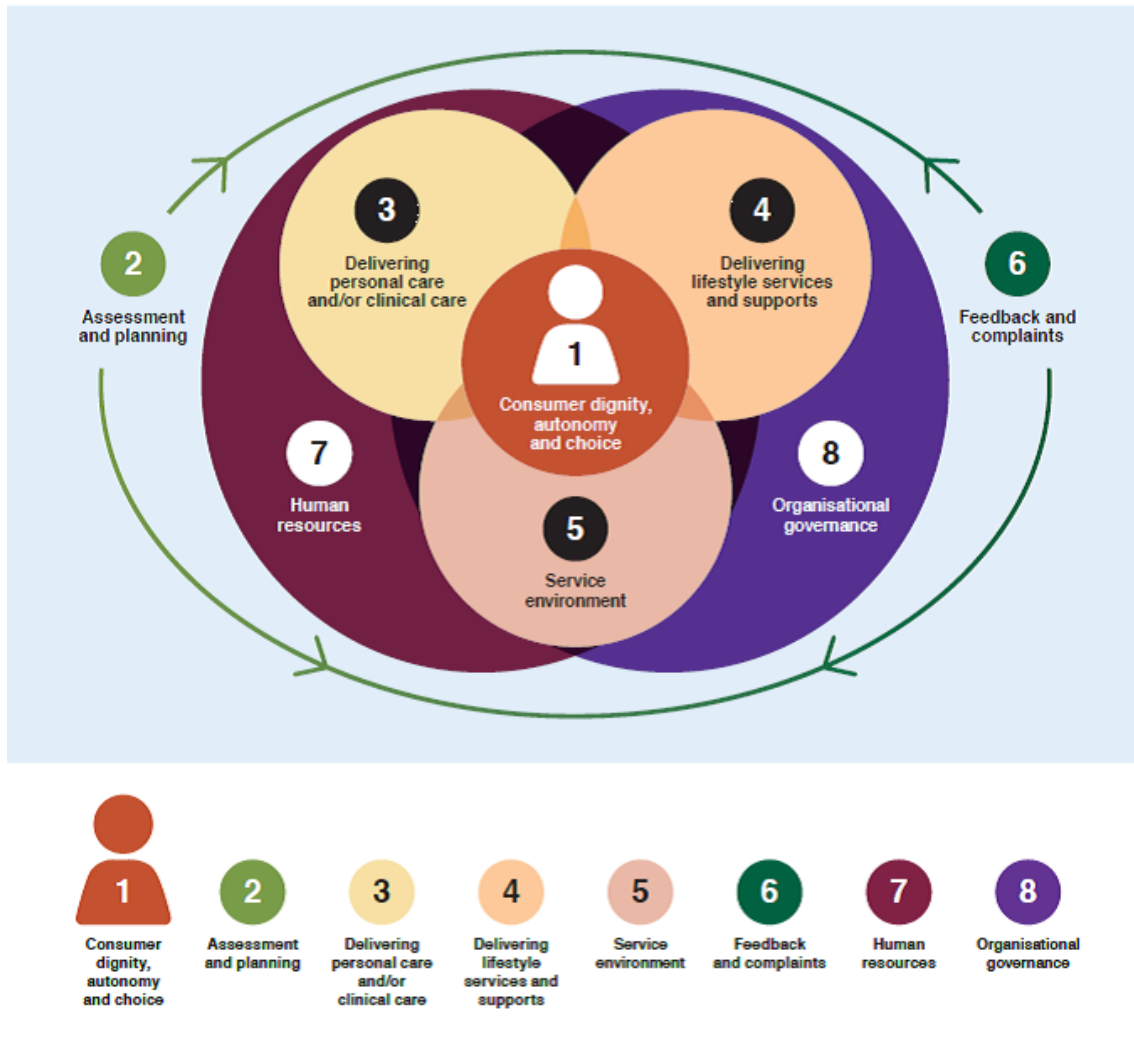 3
Delivering
personal care
and/or clinical care
4
Delivering
lifestyle services
and supports
2
Assessment
and planning
6
Feedback and
complaints
1
Consumer dignity,
autonomy
and choice
7
Human
resources
8
Organisational
governance
5
Service
environment
1
Consumer
dignity,
autonomy
and choice
2
Assessment
and planning
3
Delivering
personal care
and/or
clinical care
4
Delivering
lifestyle
services and
supports
5
Service
environment
6
Feedback
and complaints
7
Human
resources
8
Organisational
governance